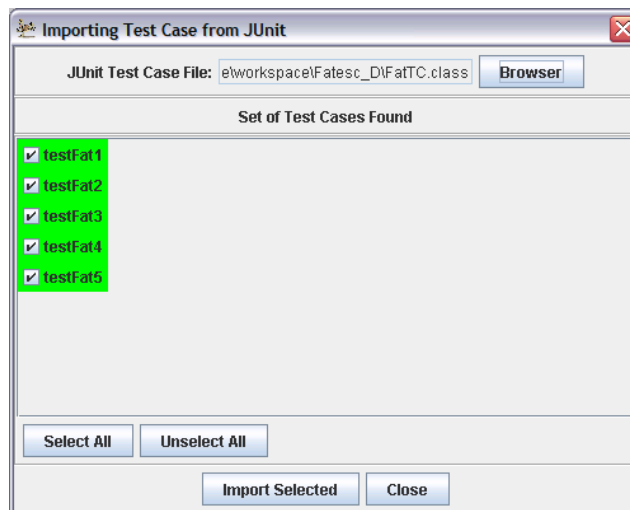 Importing Test Case from JUnit
JUnit Test Case File: e\workspace\Fatesc_D\FatTC.class Browser
Set of Test Cases Found
testFat1
testFat2
testFat3
testFat4
testFat5
Select All Unselect All
Import Selected Close